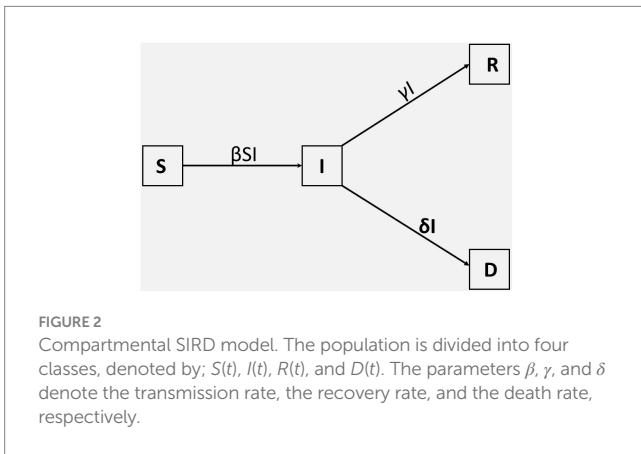 R
γI
S
βSI
I
δI
D
FIGURE 2
Compartmental SIRD model. The population is divided into four
classes, denoted by; S(t), I(t), R(t), and D(t). The parameters β, γ, and δ
denote the transmission rate, the recovery rate, and the death rate,
respectively.